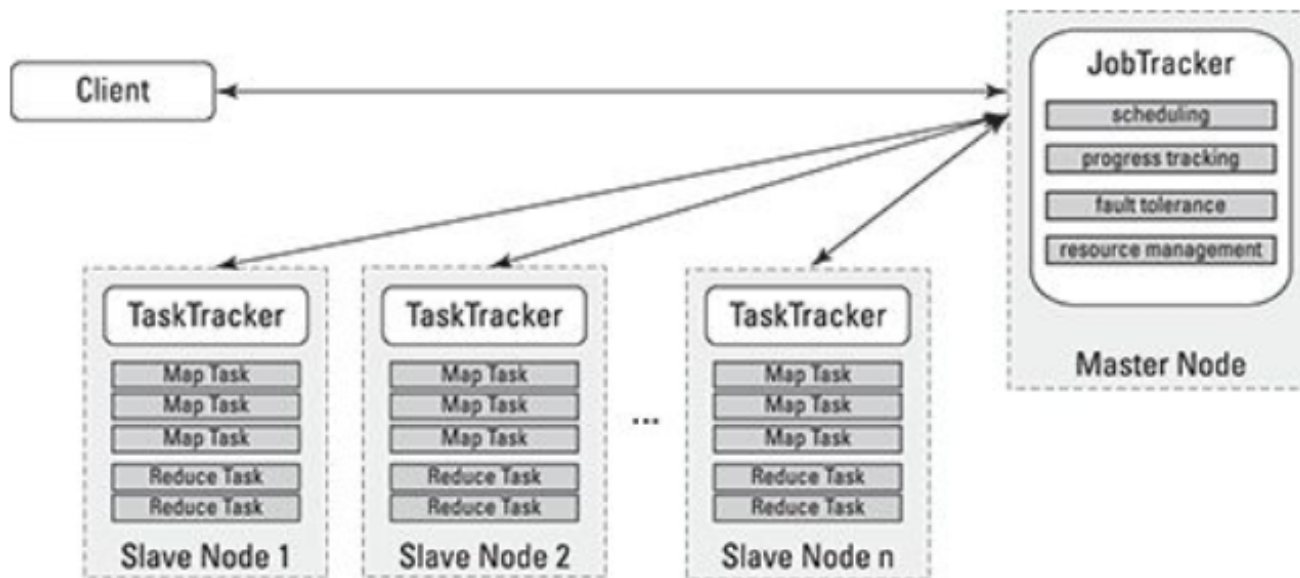 Client
JobTracker
scheduling
progress tracking
fault tolerance
resource management
Master Node
TaskTracker
Map Task
Map Task
Map Task
Reduce Task
Reduce Task
Slave Node 1
TaskTracker
Map Task
Map Task
Map Task
Reduce Task
Reduce Task
Slave Node 2
...
TaskTracker
Map Task
Map Task
Map Task
Reduce Task
Reduce Task
Slave Node n